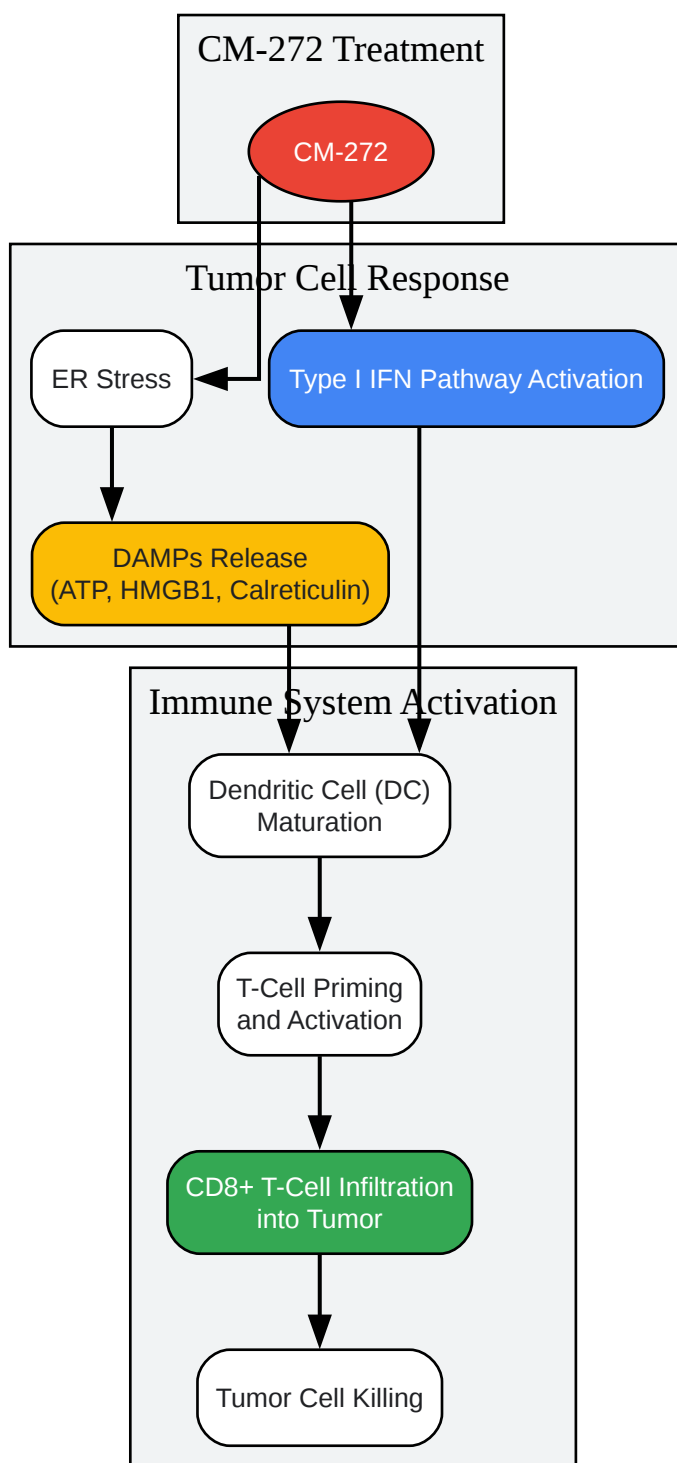 CM-272 Treatment
CM-272
Tumor Cell Response
ER Stress
Type I IFN Pathway Activation
DAMPs Release
(ATP, HMGB1, Calreticulin)
Immune System Activation
Dendritic Cell (DC)
Maturation
T-Cell Priming
and Activation
CD8+ T-Cell Infiltration
into Tumor
Tumor Cell Killing